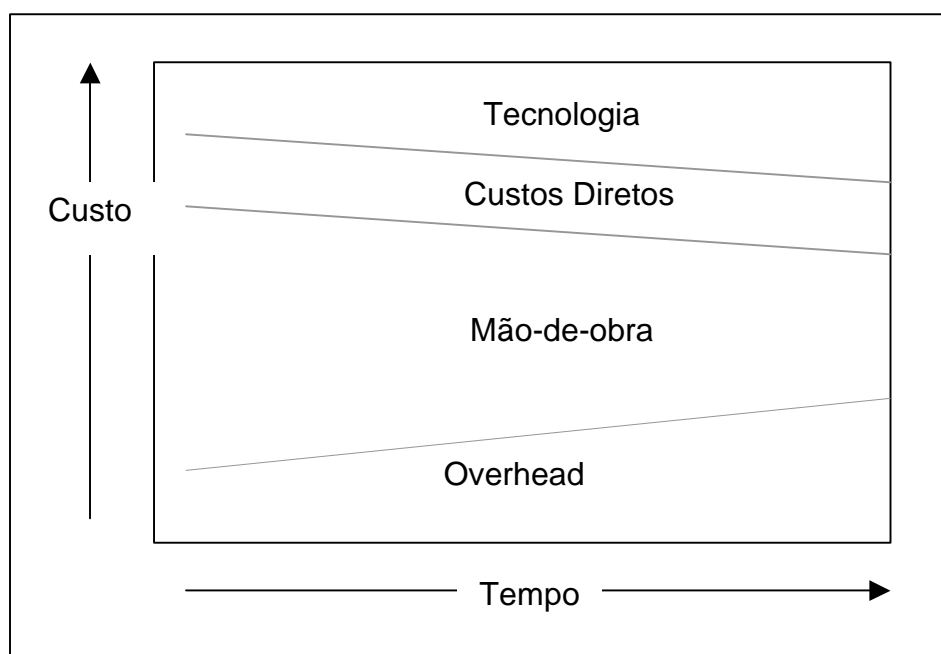 Tecnologia
Custos Diretos
Custo
Mão-de-obra
Overhead
Tempo